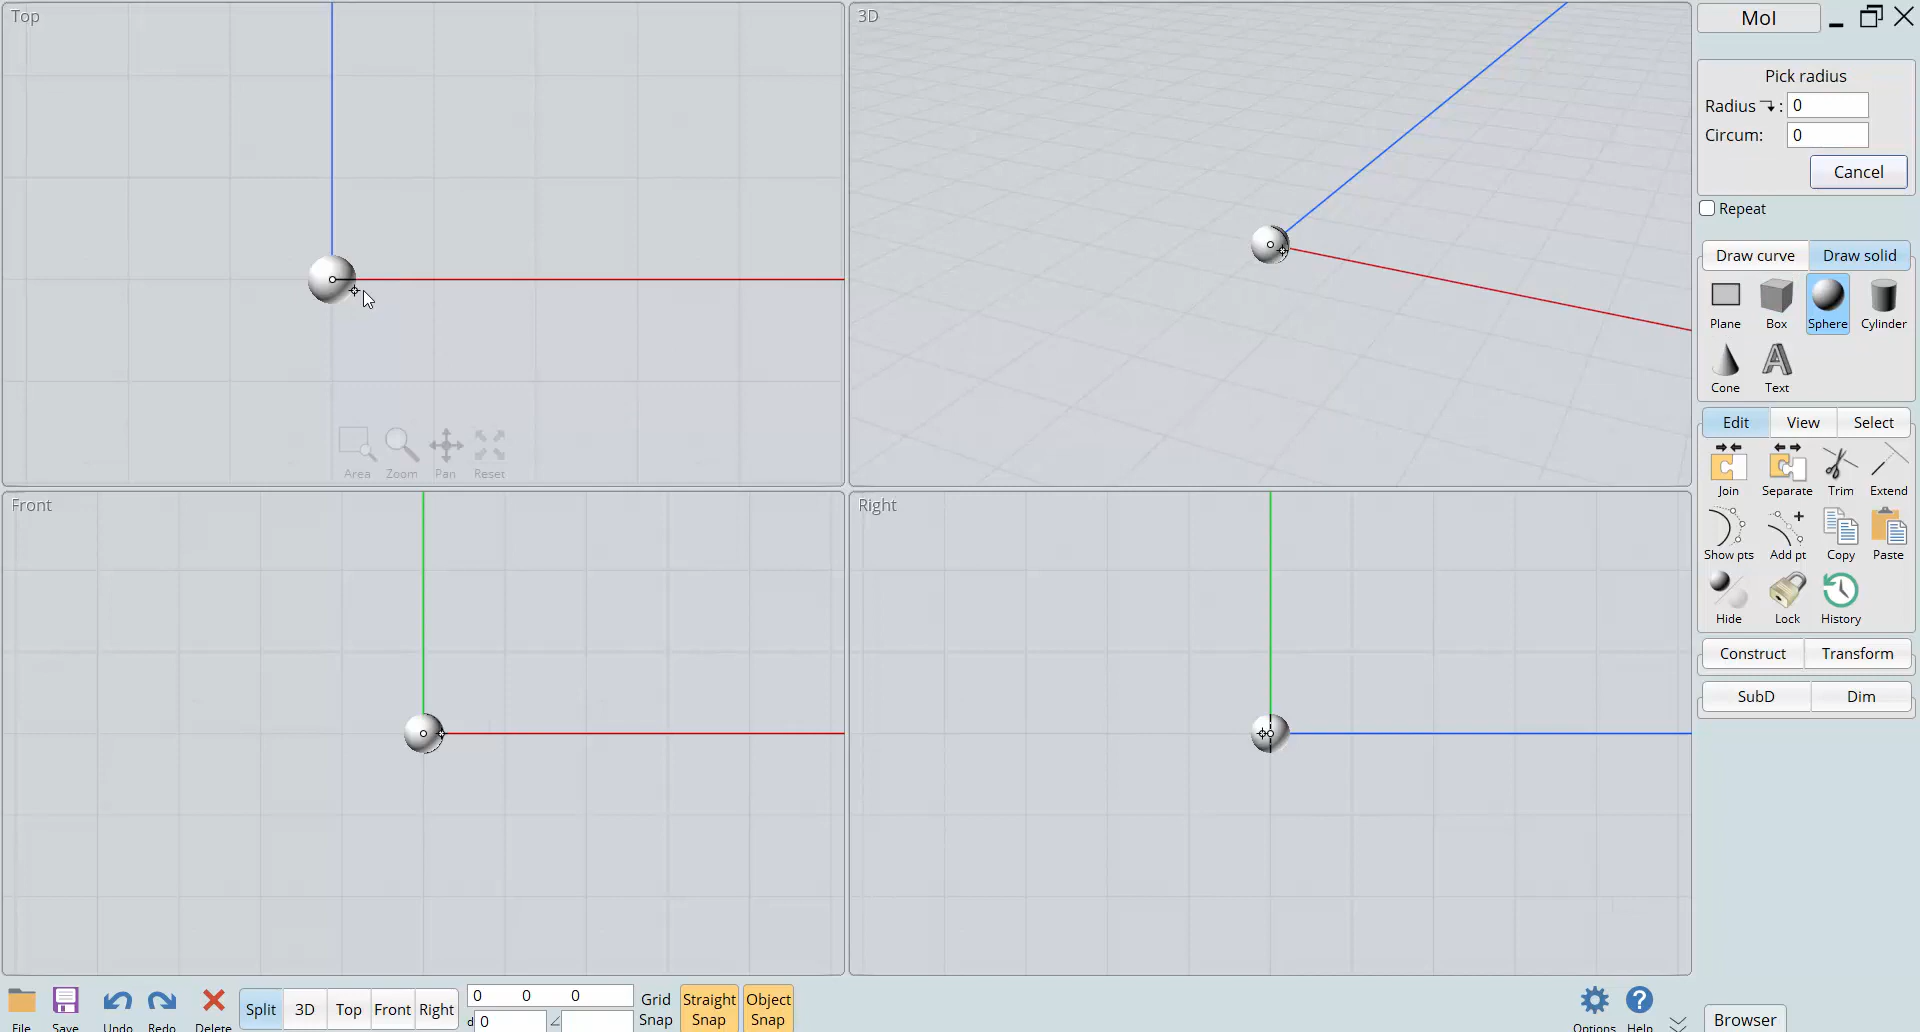 Top
3D
MoI
Pick radius
Radius : 0
Circum: 0
Cancel
Repeat
Draw curve Draw solid
Plane Box Sphere Cylinder
Cone Text
Edit View Select
Join Separate Trim Extend
Show pts Add pt Copy Paste
Hide Lock History
Construct Transform
SubD Dim
Area Zoom Pan Reset
Front
Right
File Save Undo Redo Delete
Split 3D Top Front Right
0 0 0
d 0
Grid Snap
Straight Snap
Object Snap
Options Help
Browser